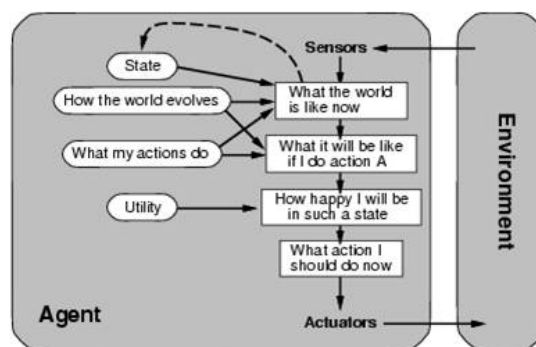 Sensors
State
What the world
is like now
How the world evolves
What my actions do
What it will be like
if I do action A
Utility
How happy I will be
in such a state
What action I
should do now
Agent
Actuators
Environment